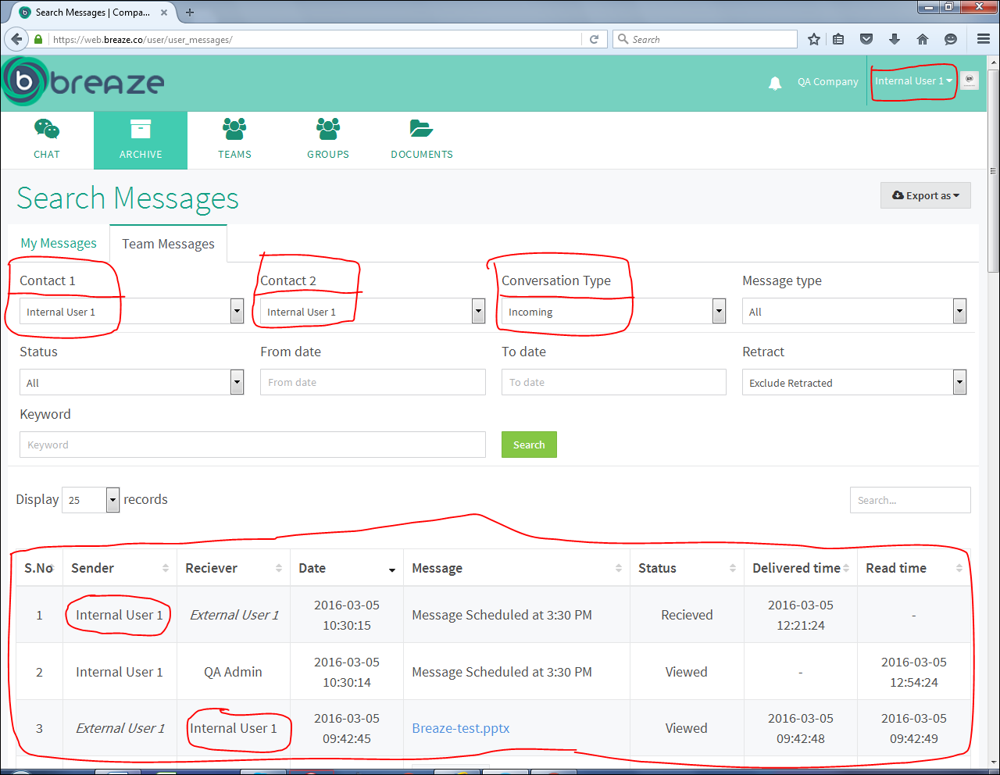 Search Messages | Compa...
https://web.breaze.co/user/user_messages/
Search
breaze
QA Company
Internal User 1
CHAT
ARCHIVE
TEAMS
GROUPS
DOCUMENTS
Search Messages
Export as
My Messages
Team Messages
Contact 1
Contact 2
Conversation Type
Message type
Internal User 1
Internal User 1
Incoming
All
Status
From date
To date
Retract
All
From date
To date
Exclude Retracted
Keyword
Keyword
Search
Display 25 records
Search...
S.No Sender Reciever Date Message Status Delivered time Read time
1 Internal User 1 External User 1 2016-03-05 10:30:15 Message Scheduled at 3:30 PM Recieved 2016-03-05 12:21:24 -
2 Internal User 1 QA Admin 2016-03-05 10:30:14 Message Scheduled at 3:30 PM Viewed - 2016-03-05 12:54:24
3 External User 1 Internal User 1 2016-03-05 09:42:45 Breaze-test.pptx Viewed 2016-03-05 09:42:48 2016-03-05 09:42:49